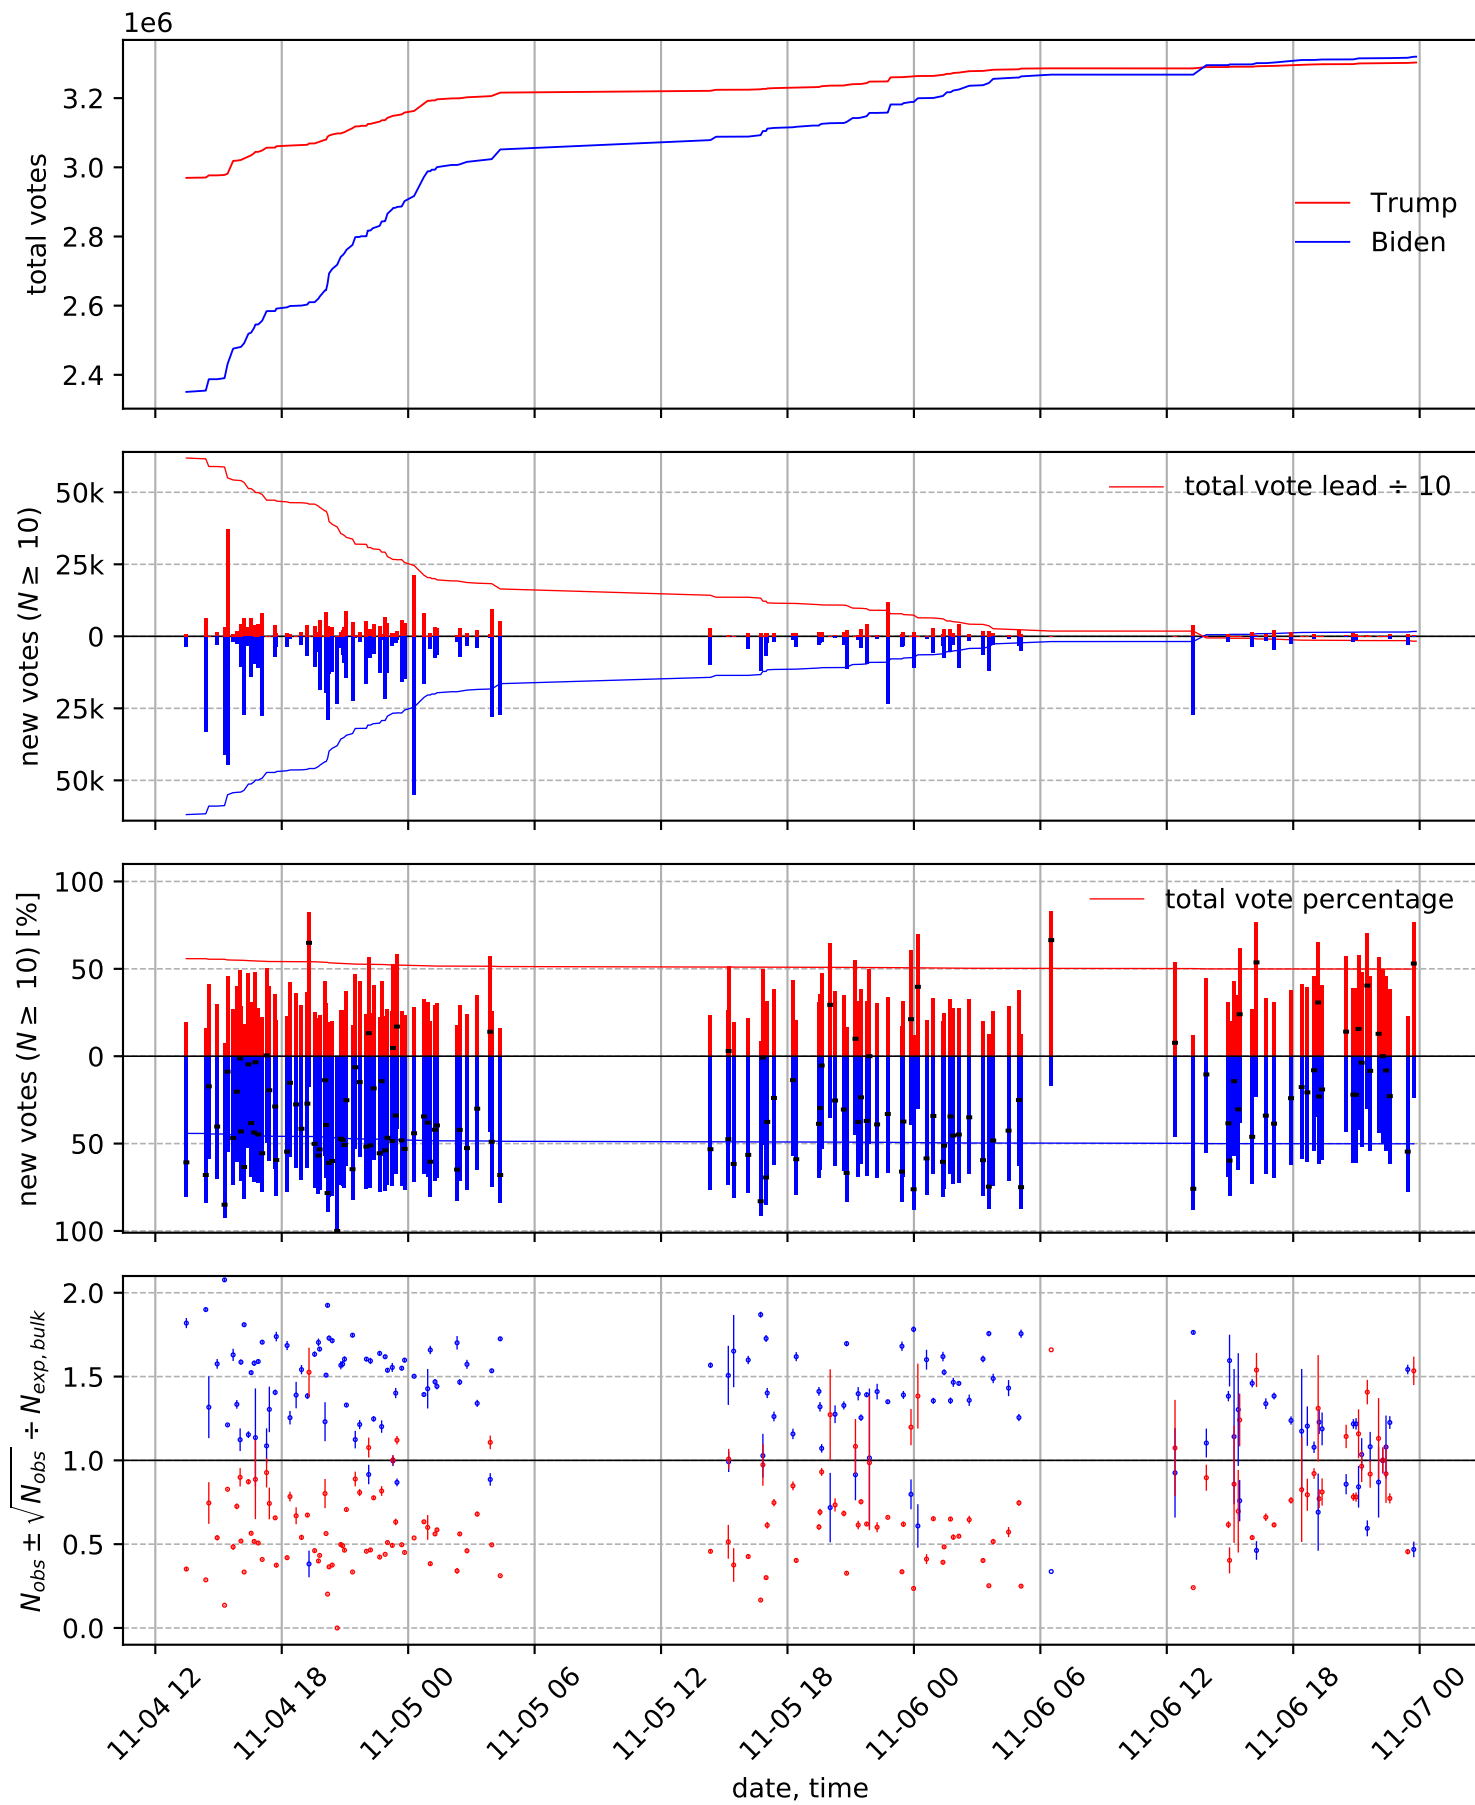 1e6
total votes
3.2
3.0
2.8
2.6
2.4
Trump
Biden
new votes (N ≥ 10)
50k
25k
0
25k
50k
total vote lead ÷ 10
new votes (N ≥ 10) [%]
100
50
0
50
100
total vote percentage
N_obs ± √N_obs ÷ N_exp, bulk
2.0
1.5
1.0
0.5
0.0
11-04 12
11-04 18
11-05 00
11-05 06
11-05 12
11-05 18
11-06 00
11-06 06
11-06 12
11-06 18
11-07 00
date, time